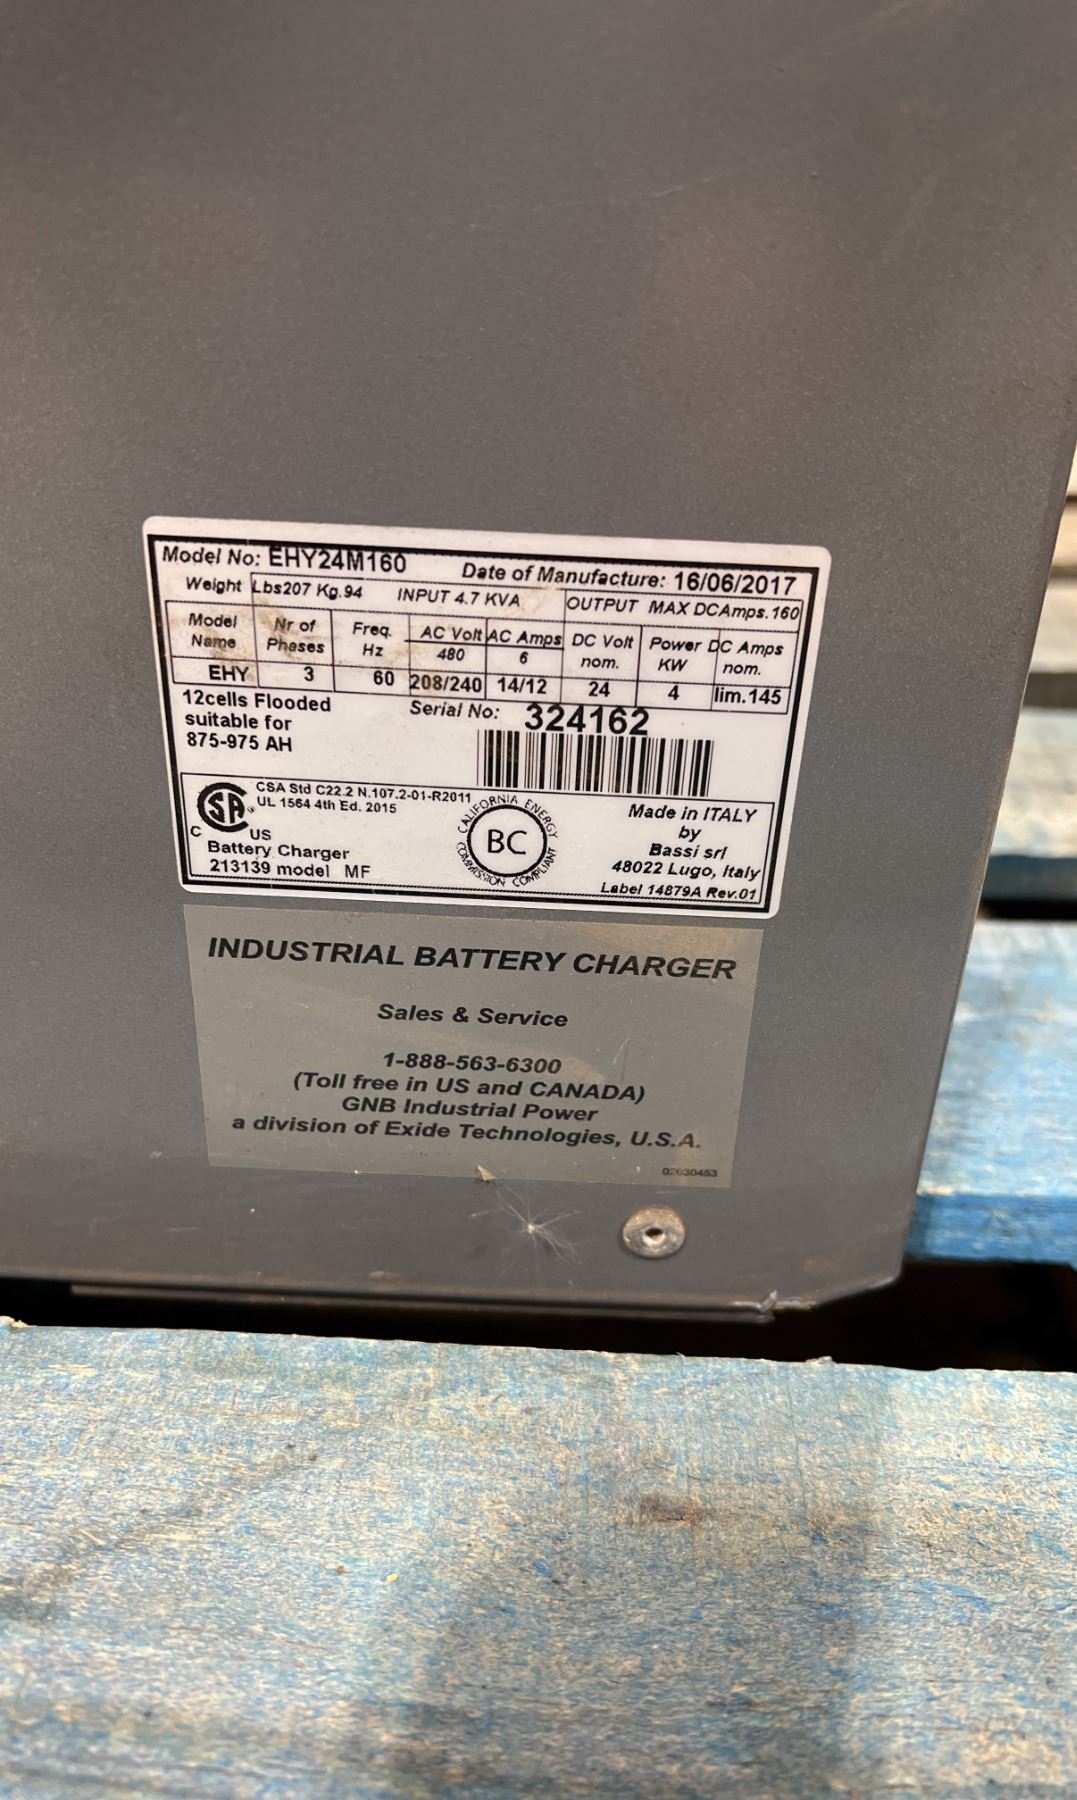 Model No: EHY24M160 Date of Manufacture: 16/06/2017
Weight Lbs207 Kg.94 INPUT 4.7 KVA OUTPUT MAX DCAmps.160
Model Name Nr of Phases Freq. Hz AC Volt AC Amps DC Volt nom. Power KW DC Amps nom.
480 6
EHY 3 60 208/240 14/12 24 4 lim.145
12cells Flooded
suitable for
875-975 AH
Serial No: 324162
CSA Std C22.2 N.107.2-01-R2011
UL 1564 4th Ed. 2015
SA
C US
Battery Charger
213139 model MF
CALIFORNIA ENERGY COMMISSION COMPLIANT
BC
Made in ITALY
by
Bassi srl
48022 Lugo, Italy
Label 14879A Rev.01
INDUSTRIAL BATTERY CHARGER
Sales & Service
1-888-563-6300
(Toll free in US and CANADA)
GNB Industrial Power
a division of Exide Technologies, U.S.A.
02030453